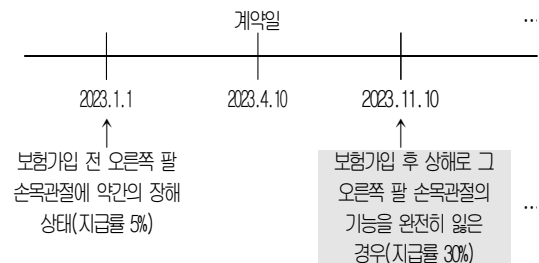 계약일
…
2023.1.1
2023.4.10
2023.11.10
보험가입 전 오른쪽 팔
손목관절에 약간의 장해
상태(지급률 5%)
보험가입 후 상해로 그
오른쪽 팔 손목관절의
기능을 완전히 잃은
경우(지급률 30%)
…